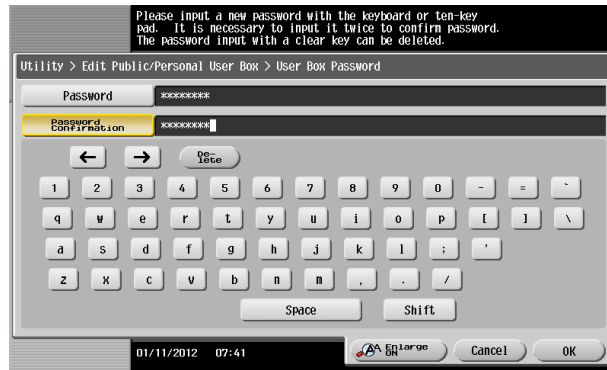 Please input a new password with the keyboard or ten-key
pad. It is necessary to input it twice to confirm password.
The password input with a clear key can be deleted.
Utility > Edit Public/Personal User Box > User Box Password
Password ********
Password Confirmation ********
← → De-lete
1 2 3 4 5 6 7 8 9 0 - = `
q w e r t y u i o p [ ] \
a s d f g h j k l ; '
z x c v b n m , . /
Space Shift
01/11/2012 07:41 AA Enlarge ON Cancel OK